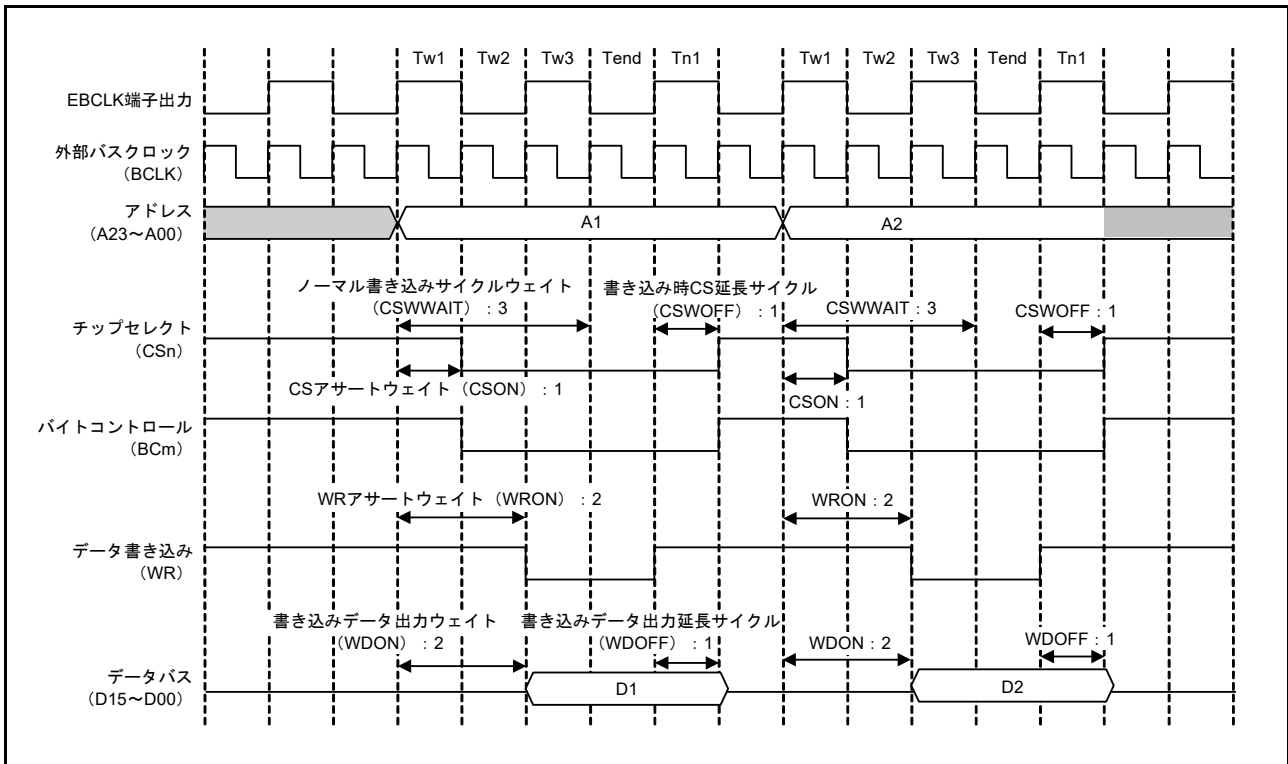 Tw1 Tw2 Tw3 Tend Tn1 Tw1 Tw2 Tw3 Tend Tn1
EBCLK端子出力
外部バスクロック
(BCLK)
アドレス
(A23～A00)
A1 A2
ノーマル書き込みサイクルウェイト
(CSWWAIT) : 3
書き込み時CS延長サイクル
(CSWOFF) : 1
CSWWAIT : 3
CSWOFF : 1
チップセレクト
(CSn)
CSアサートウェイト (CSON) : 1
CSON : 1
バイトコントロール
(BCm)
WRアサートウェイト (WRON) : 2
WRON : 2
データ書き込み
(WR)
書き込みデータ出力ウェイト
(WDON) : 2
書き込みデータ出力延長サイクル
(WDOFF) : 1
WDON : 2
WDOFF : 1
データバス
(D15～D00)
D1 D2